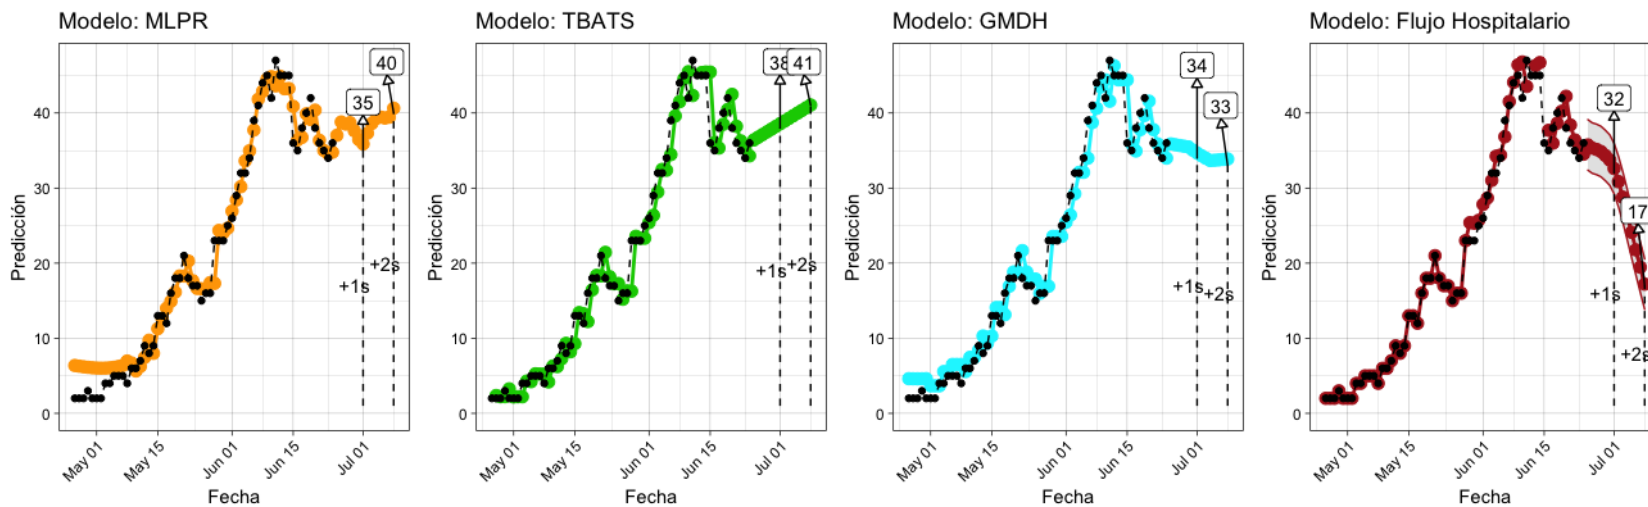 Modelo: MLPR
Predicción
40
30
20
10
0
35
40
+1s
+2s
May 01
May 15
Jun 01
Jun 15
Jul 01
Fecha
Modelo: TBATS
Predicción
40
30
20
10
0
38
41
+1s
+2s
May 01
May 15
Jun 01
Jun 15
Jul 01
Fecha
Modelo: GMDH
Predicción
40
30
20
10
0
34
33
+1s
+2s
May 01
May 15
Jun 01
Jun 15
Jul 01
Fecha
Modelo: Flujo Hospitalario
Predicción
40
30
20
10
0
32
17
+1s
+2s
May 01
May 15
Jun 01
Jun 15
Jul 01
Fecha